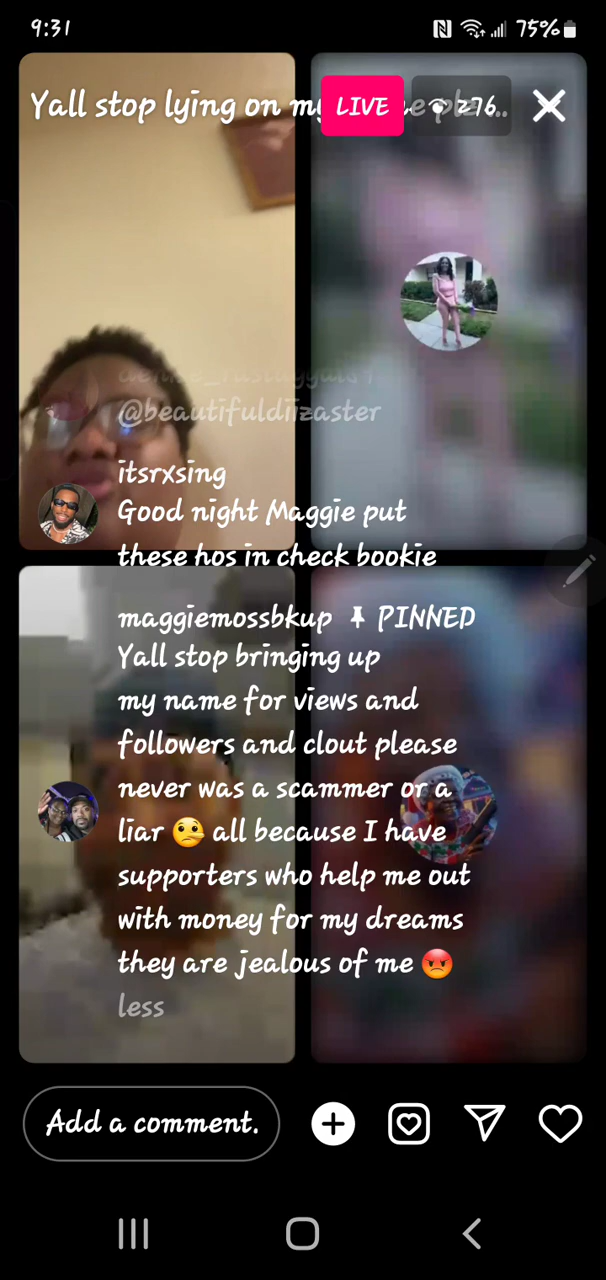 9:31
75%
Yall stop lying on my
LIVE
276..
@beautifuldiizaster
itsrxsing
Good night Maggie put
these hos in check bookie
maggiemossbkup PINNED
Yall stop bringing up
my name for views and
followers and clout please
never was a scammer or a
liar 🤥 all because I have
supporters who help me out
with money for my dreams
they are jealous of me 😡
less
Add a comment.